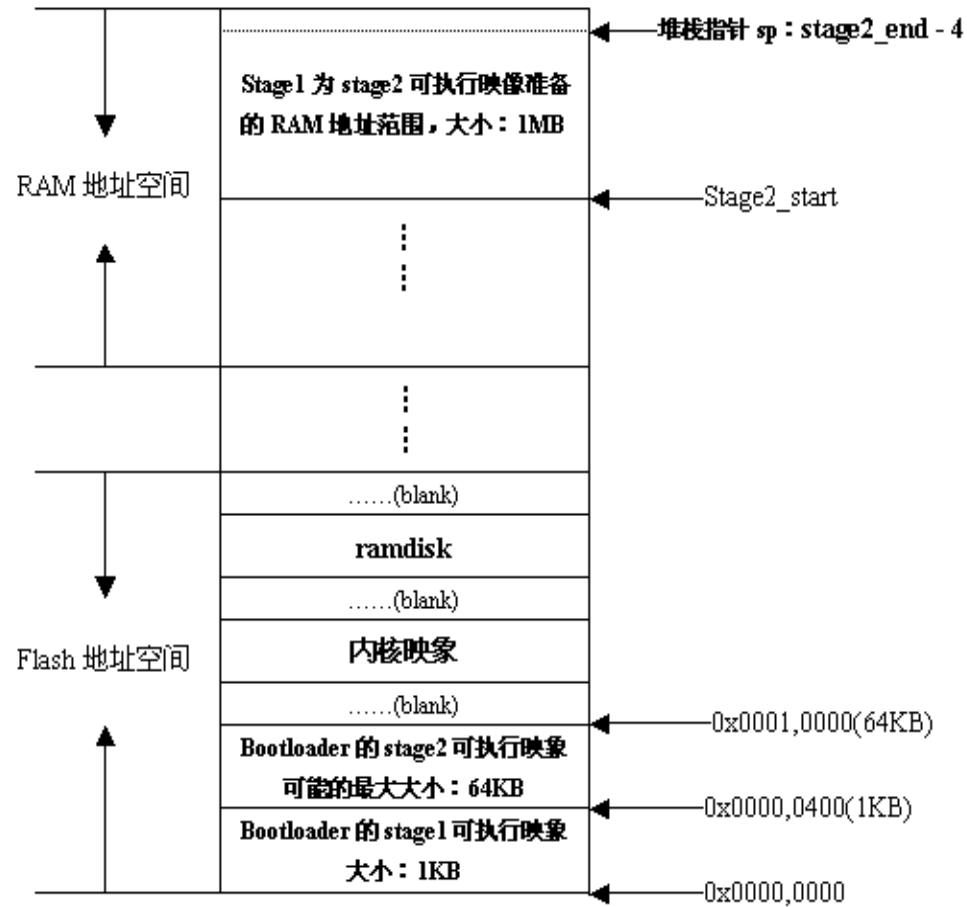 堆栈指针 sp：stage2_end - 4
Stage1 为 stage2 可执行映像准备
的 RAM 地址范围，大小：1MB
RAM 地址空间
Stage2_start
......(blank)
ramdisk
......(blank)
内核映象
Flash 地址空间
......(blank)
0x0001,0000(64KB)
Bootloader 的 stage2 可执行映象
可能的最大大小：64KB
0x0000,0400(1KB)
Bootloader 的 stage1 可执行映象
大小：1KB
0x0000,0000